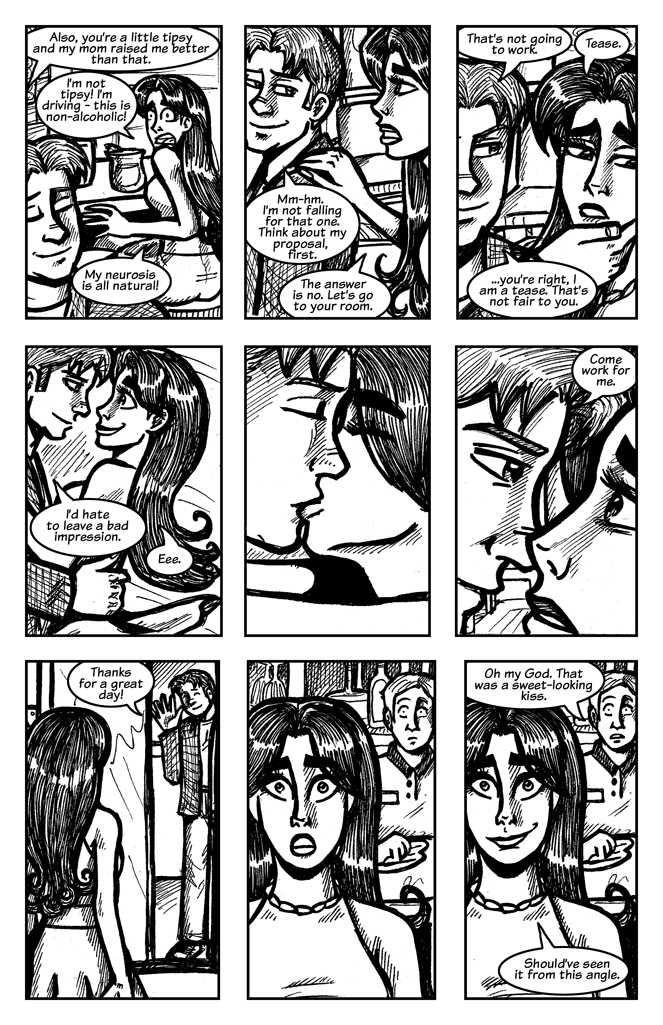 Also, you're a little tipsy
and my mom raised me better
than that.
I'm not
tipsy! I'm
driving - this is
non-alcoholic!
My neurosis
is all natural!
Mm-hm.
I'm not falling
for that one.
Think about my
proposal,
first.
The answer
is no. Let's go
to your room.
That's not going
to work.
Tease.
...you're right, I
am a tease. That's
not fair to you.
I'd hate
to leave a bad
impression.
Eee.
Come
work for
me.
Thanks
for a great
day!
Oh my God. That
was a sweet-looking
kiss.
Should've seen
it from this angle.